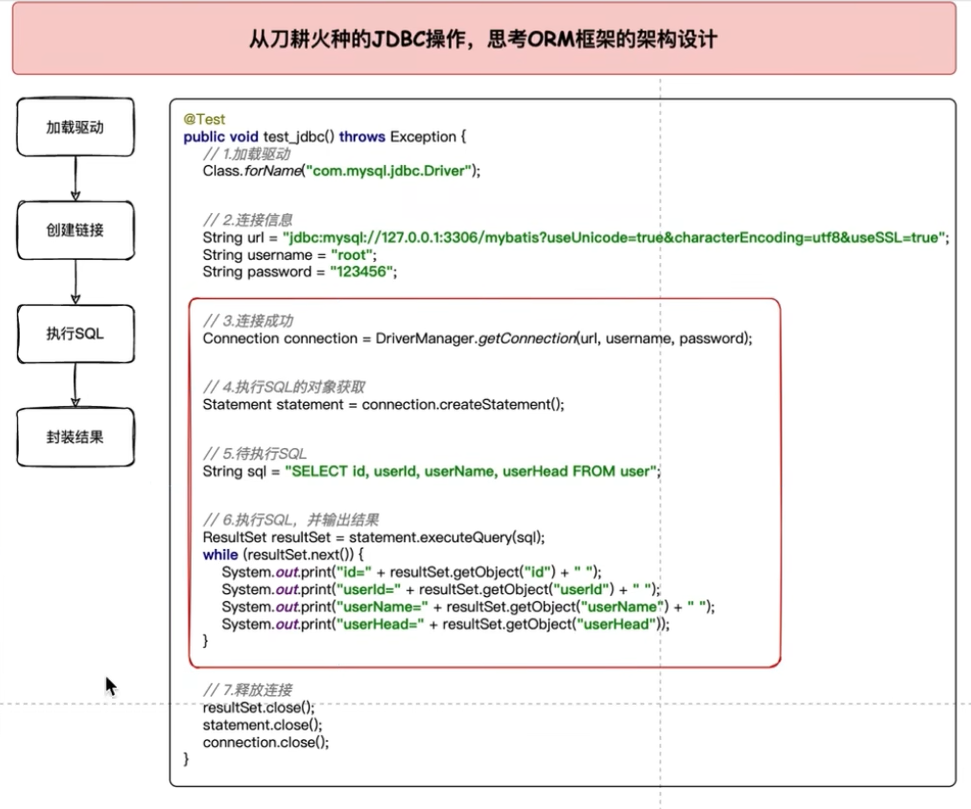 从刀耕火种的JDBC操作，思考ORM框架的架构设计
加载驱动
创建链接
执行SQL
封装结果
@Test
public void test_jdbc() throws Exception {
// 1.加载驱动
Class.forName("com.mysql.jdbc.Driver");
// 2.连接信息
String url = "jdbc:mysql://127.0.0.1:3306/mybatis?useUnicode=true&characterEncoding=utf8&useSSL=true";
String username = "root";
String password = "123456";
// 3.连接成功
Connection connection = DriverManager.getConnection(url, username, password);
// 4.执行SQL的对象获取
Statement statement = connection.createStatement();
// 5.待执行SQL
String sql = "SELECT id, userId, userName, userHead FROM user";
// 6.执行SQL，并输出结果
ResultSet resultSet = statement.executeQuery(sql);
while (resultSet.next()) {
System.out.print("id=" + resultSet.getObject("id") + " ");
System.out.print("userId=" + resultSet.getObject("userId") + " ");
System.out.print("userName=" + resultSet.getObject("userName") + " ");
System.out.print("userHead=" + resultSet.getObject("userHead"));
}
// 7.释放连接
resultSet.close();
statement.close();
connection.close();
}